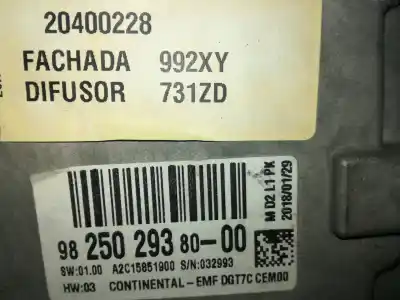 20400228
FACHADA 992XY
DIFUSOR 731ZD
98 250 293 80-00
SW:01.00 A2C15851900 S/N:032993
HW:03 CONTINENTAL-EMF DGT7C CEM00
M D2 L1 PK
2018/01/29